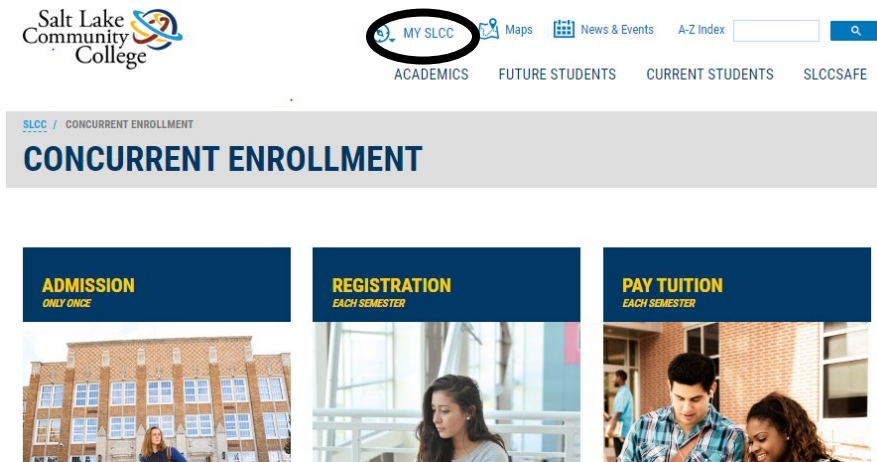 Salt Lake
Community
College
MY SLCC
Maps
News & Events
A-Z Index
ACADEMICS
FUTURE STUDENTS
CURRENT STUDENTS
SLCCSAFE
SLCC / CONCURRENT ENROLLMENT
CONCURRENT ENROLLMENT
ADMISSION
ONLY ONCE
REGISTRATION
EACH SEMESTER
PAY TUITION
EACH SEMESTER